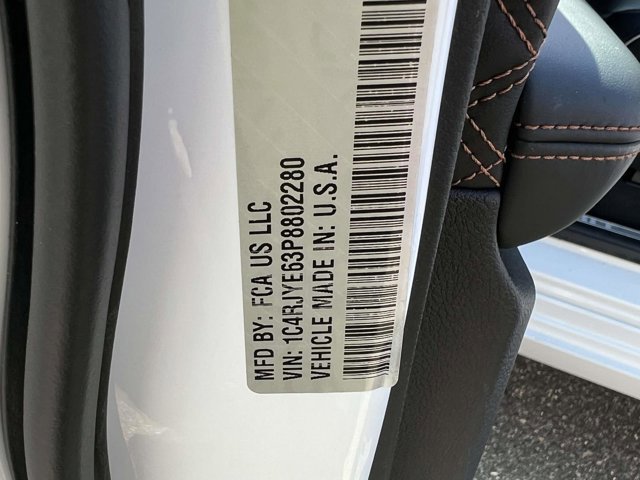 MFD BY: FCA US LLC
VIN: 1C4RJYE63P8802280
VEHICLE MADE IN: U.S.A.